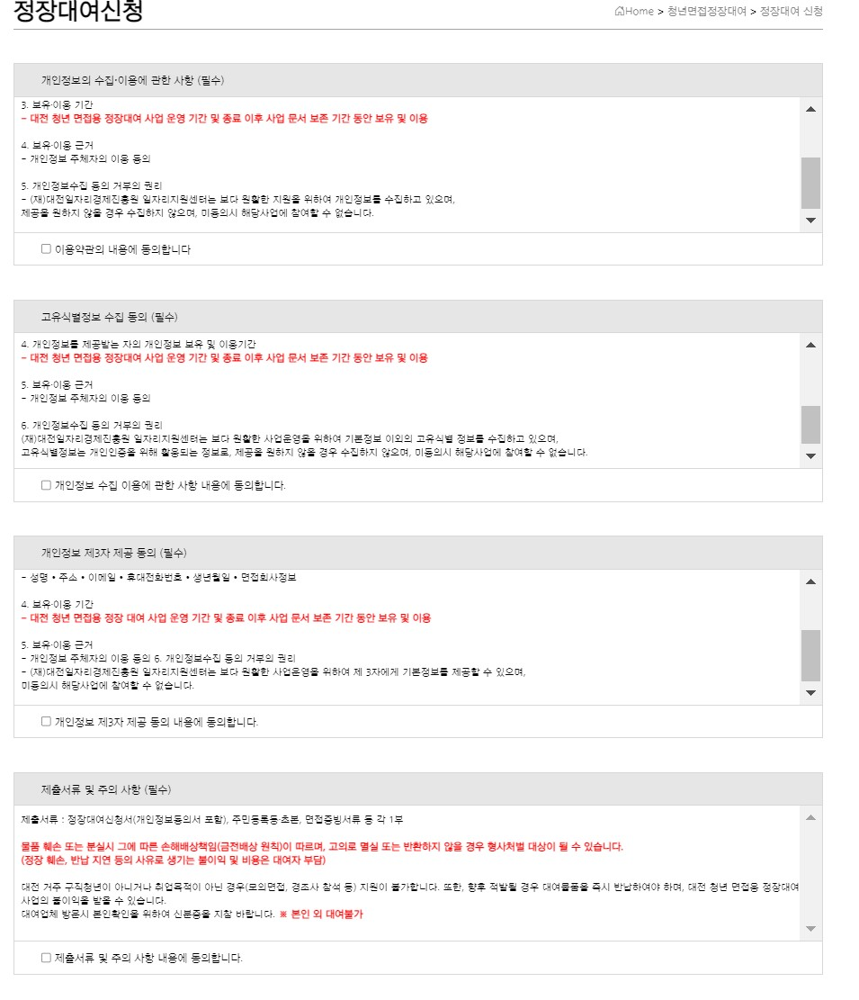 정장대여신청
Home > 청년면접정장대여 > 정장대여 신청
개인정보의 수집·이용에 관한 사항 (필수)
3. 보유·이용 기간
- 대전 청년 면접용 정장대여 사업 운영 기간 및 종료 이후 사업 문서 보존 기간 동안 보유 및 이용
4. 보유·이용 근거
- 개인정보 주체자의 이용 동의
5. 개인정보수집 동의 거부의 권리
- (재)대전일자리경제진흥원 일자리지원센터는 보다 원활한 지원을 위하여 개인정보를 수집하고 있으며,
제공을 원하지 않을 경우 수집하지 않으며, 미동의시 해당사업에 참여할 수 없습니다.
이용약관의 내용에 동의합니다
고유식별정보 수집 동의 (필수)
4. 개인정보를 제공받는 자의 개인정보 보유 및 이용기간
- 대전 청년 면접용 정장대여 사업 운영 기간 및 종료 이후 사업 문서 보존 기간 동안 보유 및 이용
5. 보유·이용 근거
- 개인정보 주체자의 이용 동의
6. 개인정보수집 동의 거부의 권리
(재)대전일자리경제진흥원 일자리지원센터는 보다 원활한 사업운영을 위하여 기본정보 이외의 고유식별 정보를 수집하고 있으며,
고유식별정보는 개인인증을 위해 활용되는 정보로, 제공을 원하지 않을 경우 수집하지 않으며, 미동의시 해당사업에 참여할 수 없습니다.
개인정보 수집 이용에 관한 사항 내용에 동의합니다.
개인정보 제3자 제공 동의 (필수)
- 성명 • 주소 • 이메일 • 휴대전화번호 • 생년월일 • 면접회사정보
4. 보유·이용 기간
- 대전 청년 면접용 정장 대여 사업 운영 기간 및 종료 이후 사업 문서 보존 기간 동안 보유 및 이용
5. 보유·이용 근거
- 개인정보 주체자의 이용 동의 6. 개인정보수집 동의 거부의 권리
- (재)대전일자리경제진흥원 일자리지원센터는 보다 원활한 사업운영을 위하여 제 3자에게 기본정보를 제공할 수 있으며,
미동의시 해당사업에 참여할 수 없습니다.
개인정보 제3자 제공 동의 내용에 동의합니다.
제출서류 및 주의 사항 (필수)
제출서류 : 정장대여신청서(개인정보동의서 포함), 주민등록등·초본, 면접증빙서류 등 각 1부
물품 훼손 또는 분실시 그에 따른 손해배상책임(금전배상 원칙)이 따르며, 고의로 멸실 또는 반환하지 않을 경우 형사처벌 대상이 될 수 있습니다.
(정장 훼손, 반납 지연 등의 사유로 생기는 불이익 및 비용은 대여자 부담)
대전 거주 구직청년이 아니거나 취업목적이 아닌 경우(모의면접, 경조사 참석 등) 지원이 불가합니다. 또한, 향후 적발될 경우 대여물품을 즉시 반납하여야 하며, 대전 청년 면접용 정장대여
사업의 불이익을 받을 수 있습니다.
대여업체 방문시 본인확인을 위하여 신분증을 지참 바랍니다. ※ 본인 외 대여불가
제출서류 및 주의 사항 내용에 동의합니다.